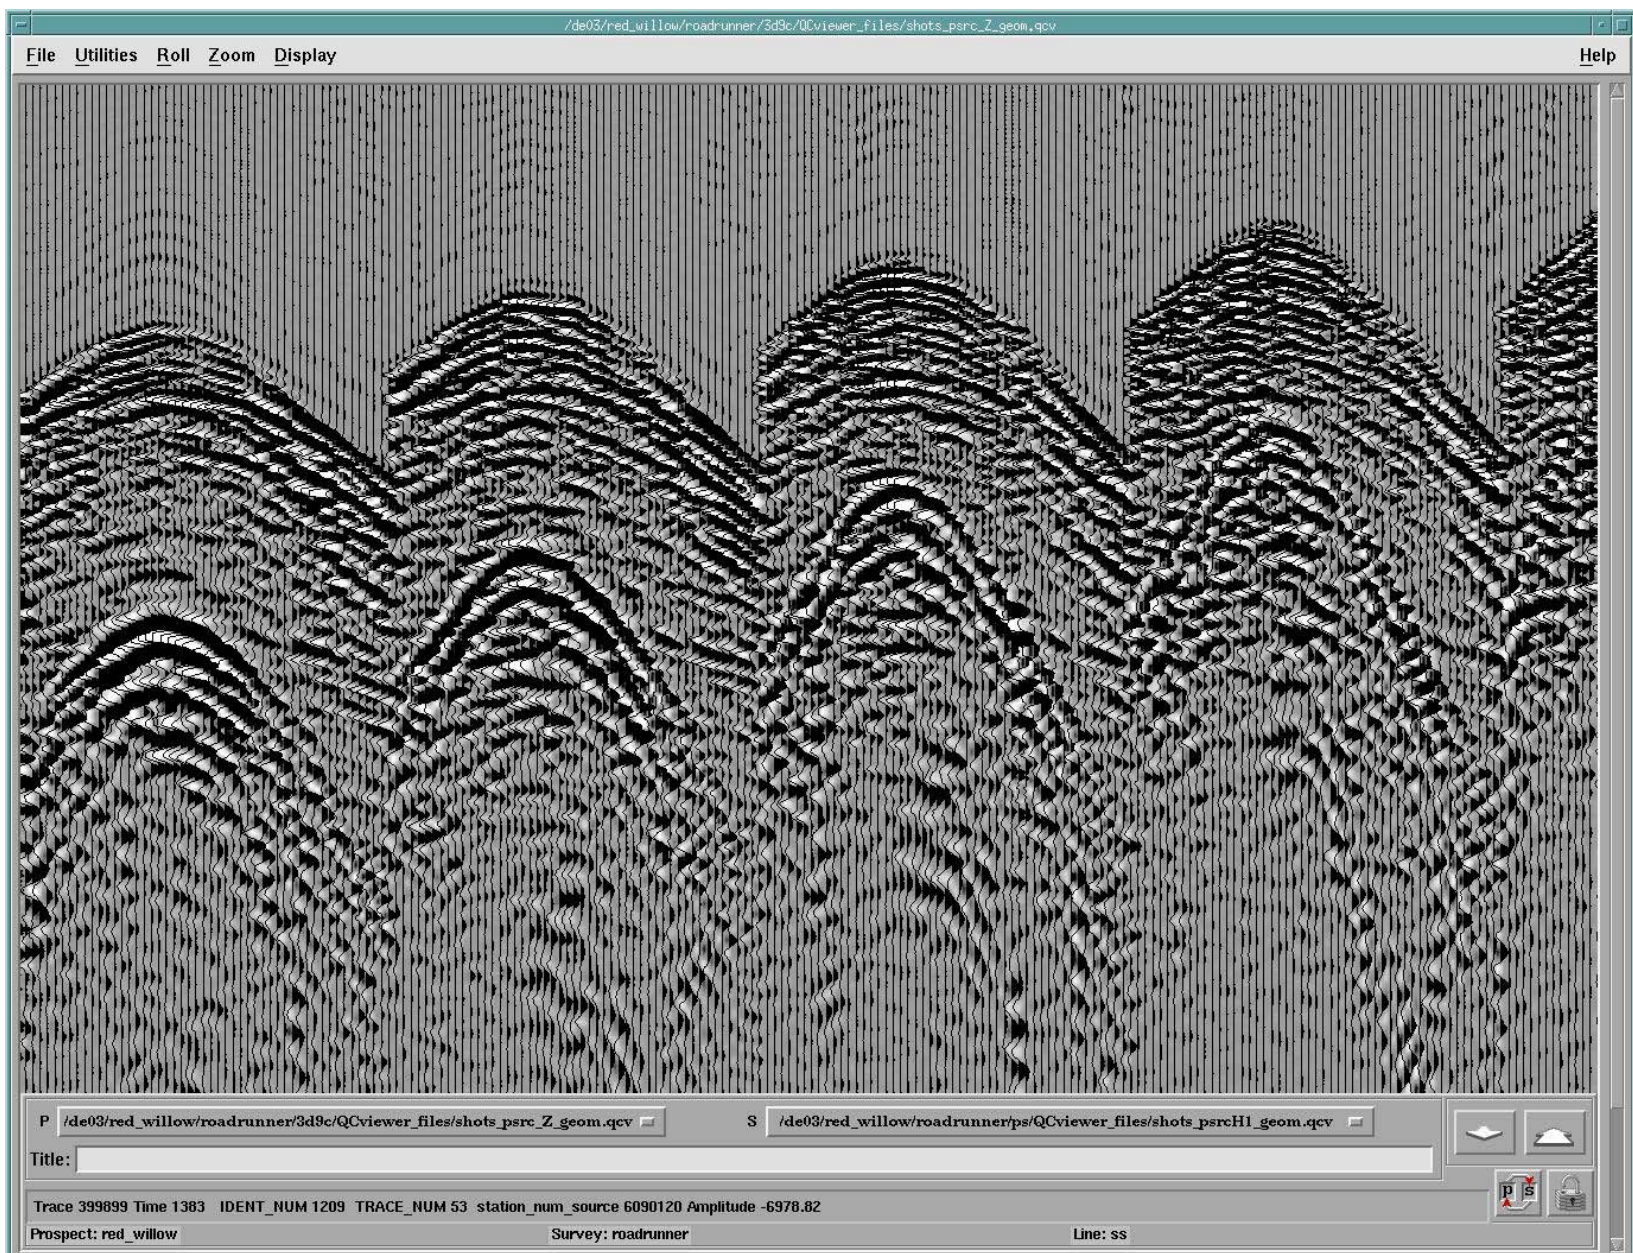 /de03/red_willow/roadrunner/3d9c/QCviewer_files/shots_psrc_Z_geom.qcv
File Utilities Roll Zoom Display Help
P /de03/red_willow/roadrunner/3d9c/QCviewer_files/shots_psrc_Z_geom.qcv S /de03/red_willow/roadrunner/ps/QCviewer_files/shots_psrcH1_geom.qcv
Title:
p s
Trace 399899 Time 1383 IDENT_NUM 1209 TRACE_NUM 53 station_num_source 6090120 Amplitude -6978.82
Prospect: red_willow Survey: roadrunner Line: ss